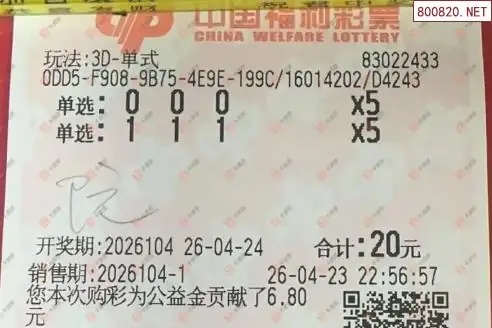 800820.NET
中国福利彩票
CHINA WELFARE LOTTERY
玩法:3D-单式 83022433
0DD5-F908-9B75-4E9E-199C/16014202/D4243
单选: 0 0 0 x5
单选: 1 1 1 x5
开奖期:2026104 26-04-24 合计:20元
销售期:2026104-1 26-04-23 22:56:57
您本次购彩为公益金贡献了6.80
元